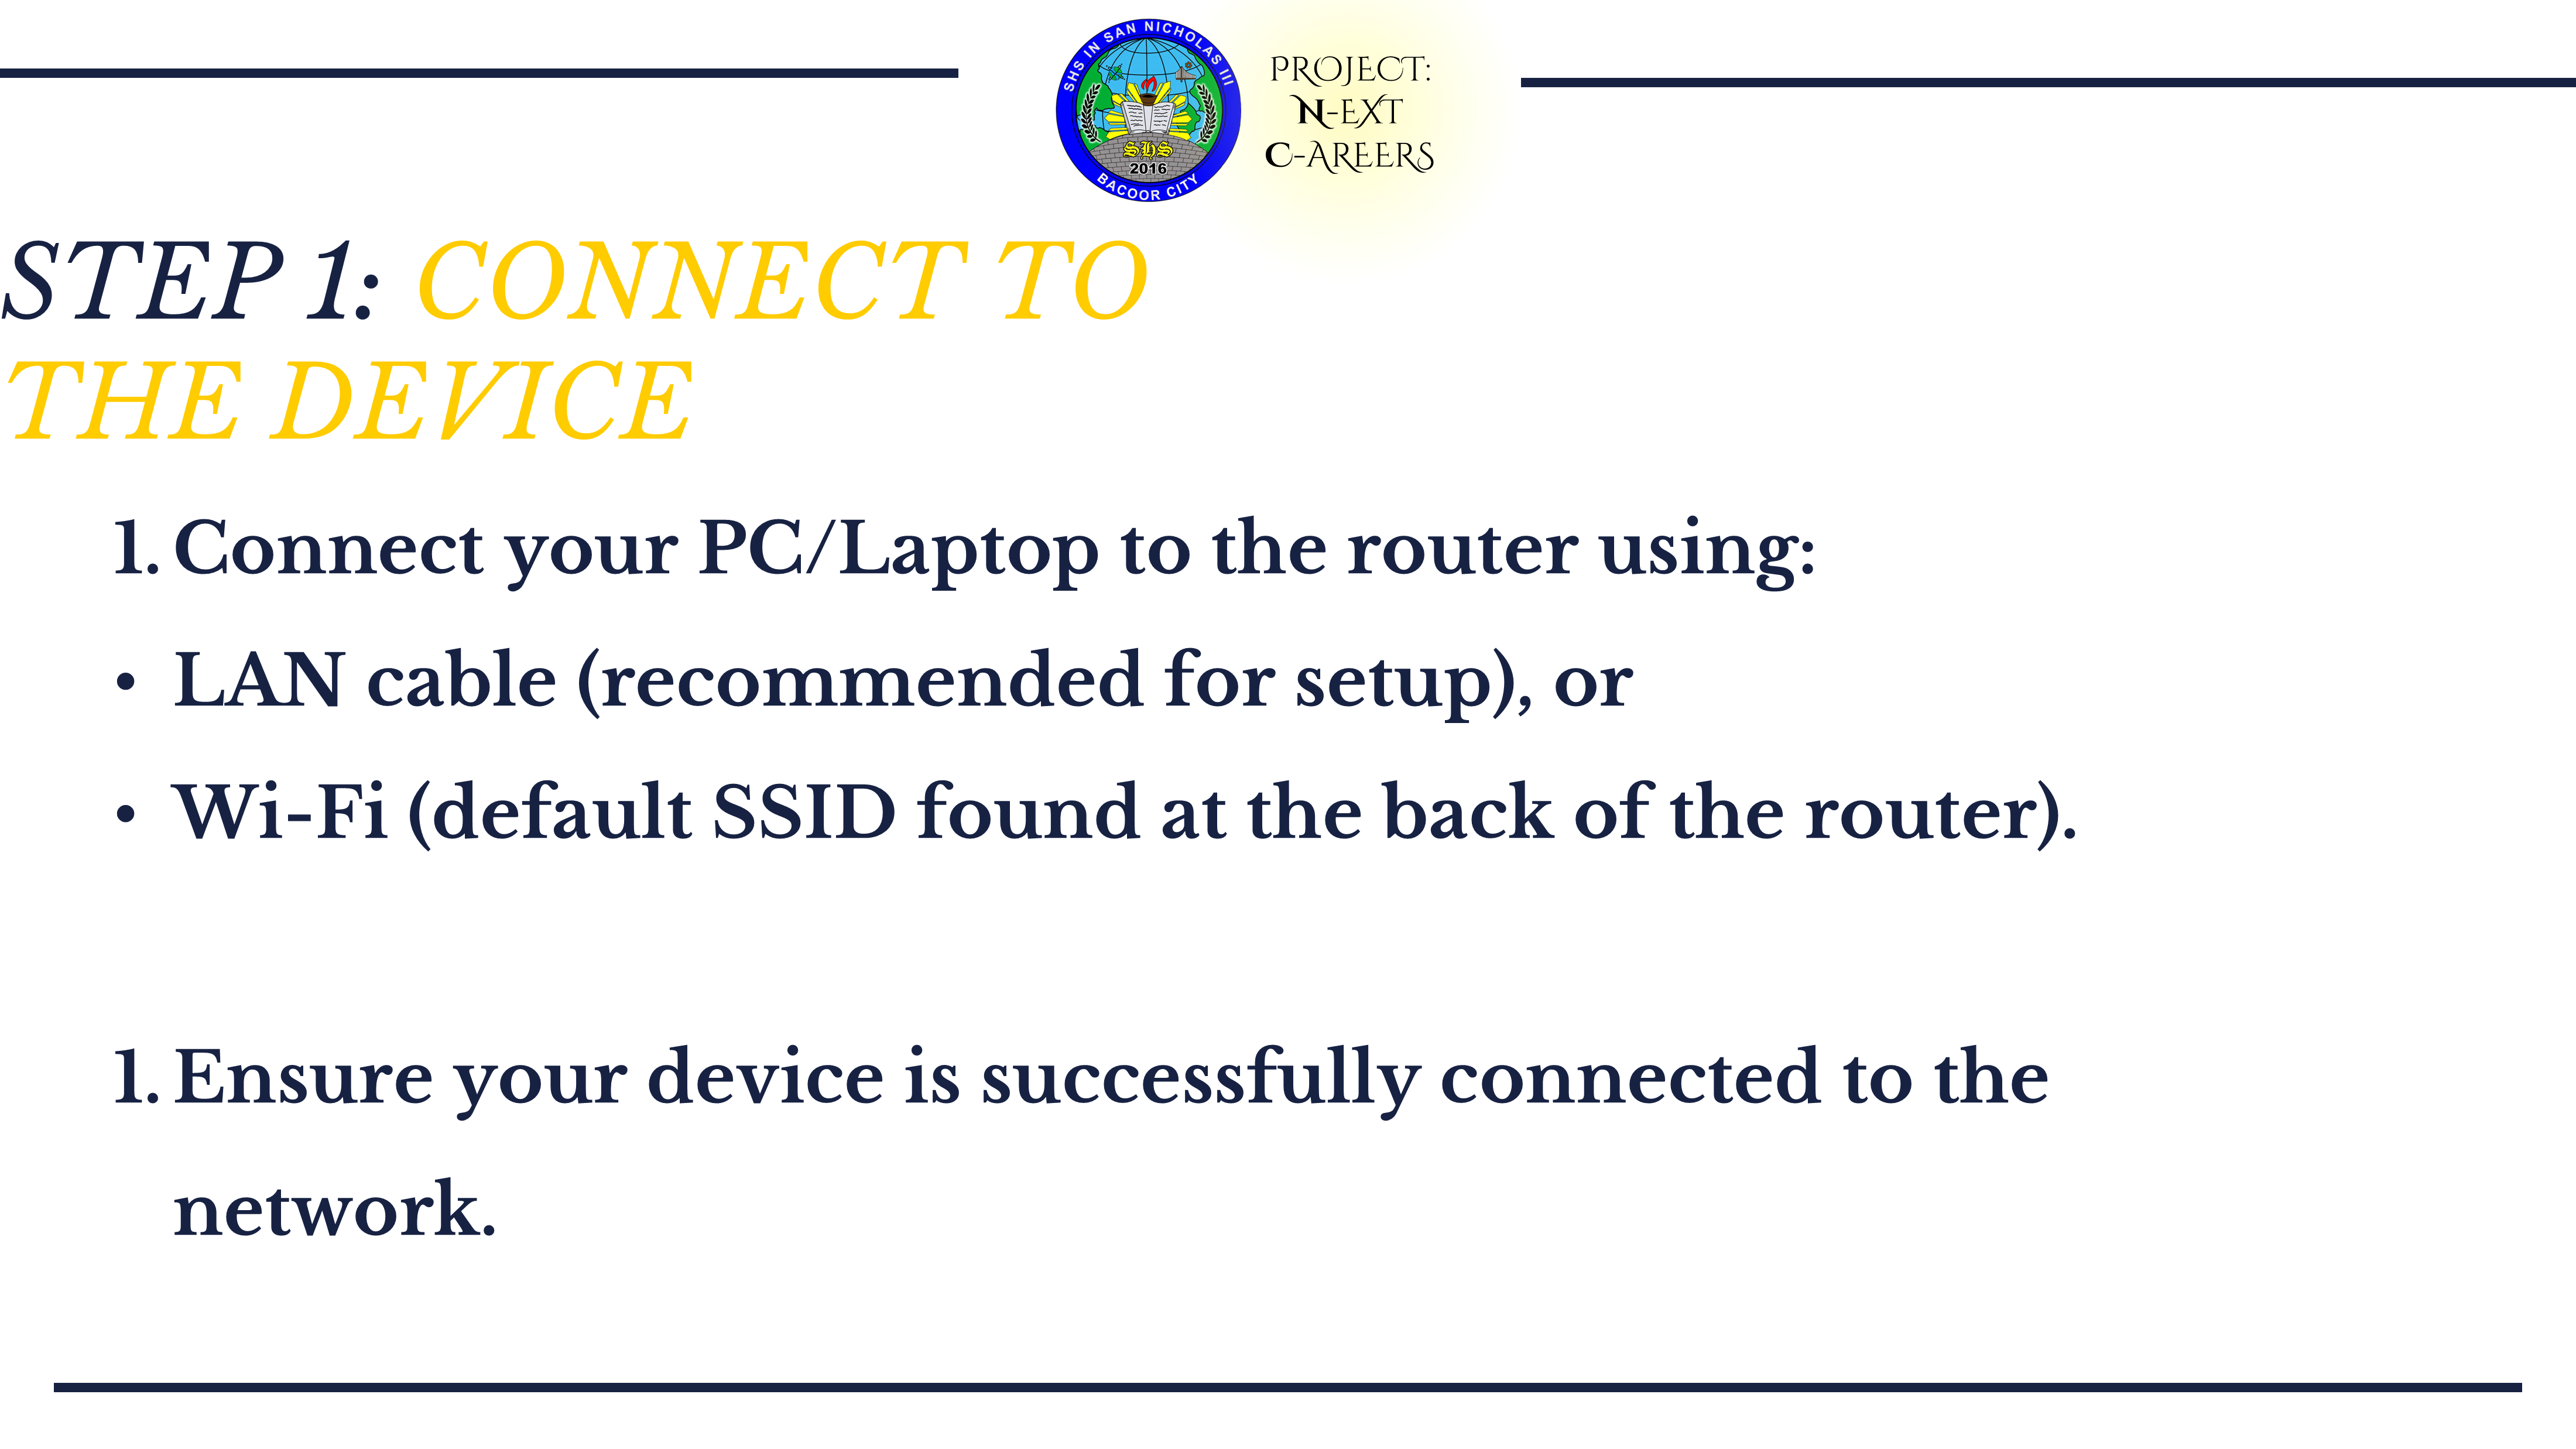 SHS IN SAN NICHOLAS III
SHS
2016
BACOOR CITY
PROJECT:
N-EXT
C-AREERS
STEP 1: CONNECT TO
THE DEVICE
1. Connect your PC/Laptop to the router using:
• LAN cable (recommended for setup), or
• Wi-Fi (default SSID found at the back of the router).
1. Ensure your device is successfully connected to the
network.